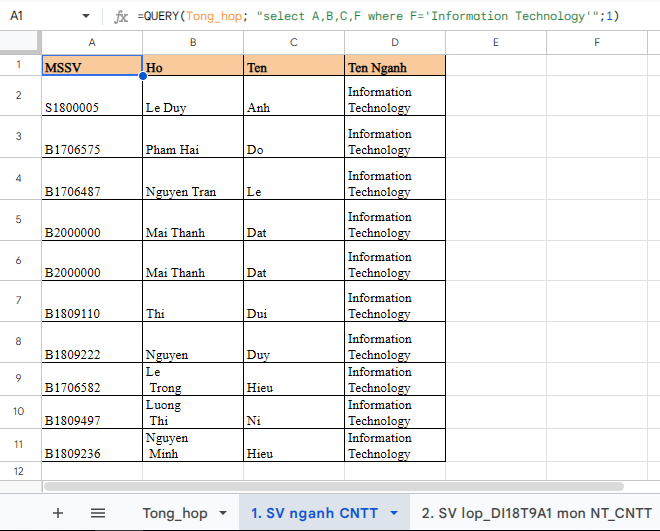 A1 fx =QUERY(Tong_hop; "select A,B,C,F where F='Information Technology'";1)
A B C D E F
1 MSSV Ho Ten Ten Nganh
2 S1800005 Le Duy Anh Information
Technology
3 B1706575 Pham Hai Do Information
Technology
4 B1706487 Nguyen Tran Le Information
Technology
5 B2000000 Mai Thanh Dat Information
Technology
6 B2000000 Mai Thanh Dat Information
Technology
7 B1809110 Thi Dui Information
Technology
8 B1809222 Nguyen Duy Information
Technology
9 B1706582 Le
Trong Hieu Information
Technology
10 B1809497 Luong
Thi Ni Information
Technology
11 B1809236 Nguyen
Minh Hieu Information
Technology
12
Tong_hop 1. SV nganh CNTT 2. SV lop_DI18T9A1 mon NT_CNTT